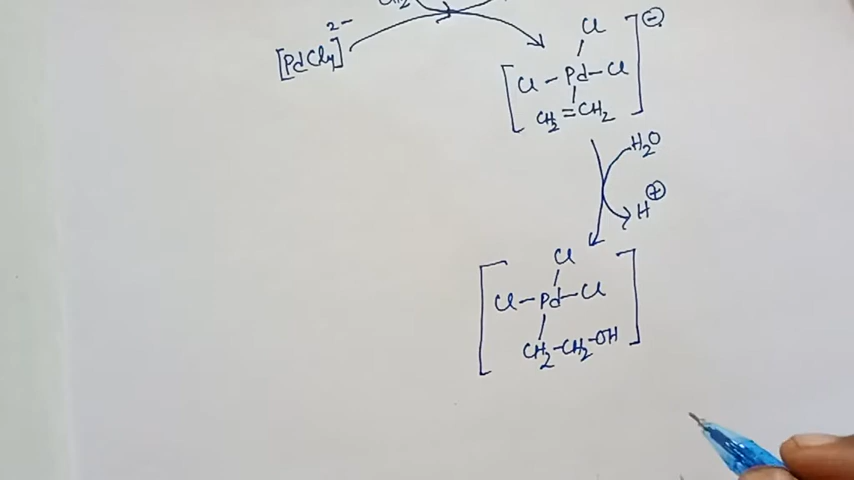 [PdCl4]2−
[Cl–Pd–Cl
Cl
CH2=CH2]⊖
H2O
H⊕
[Cl–Pd–Cl
Cl
CH2–CH2–OH]